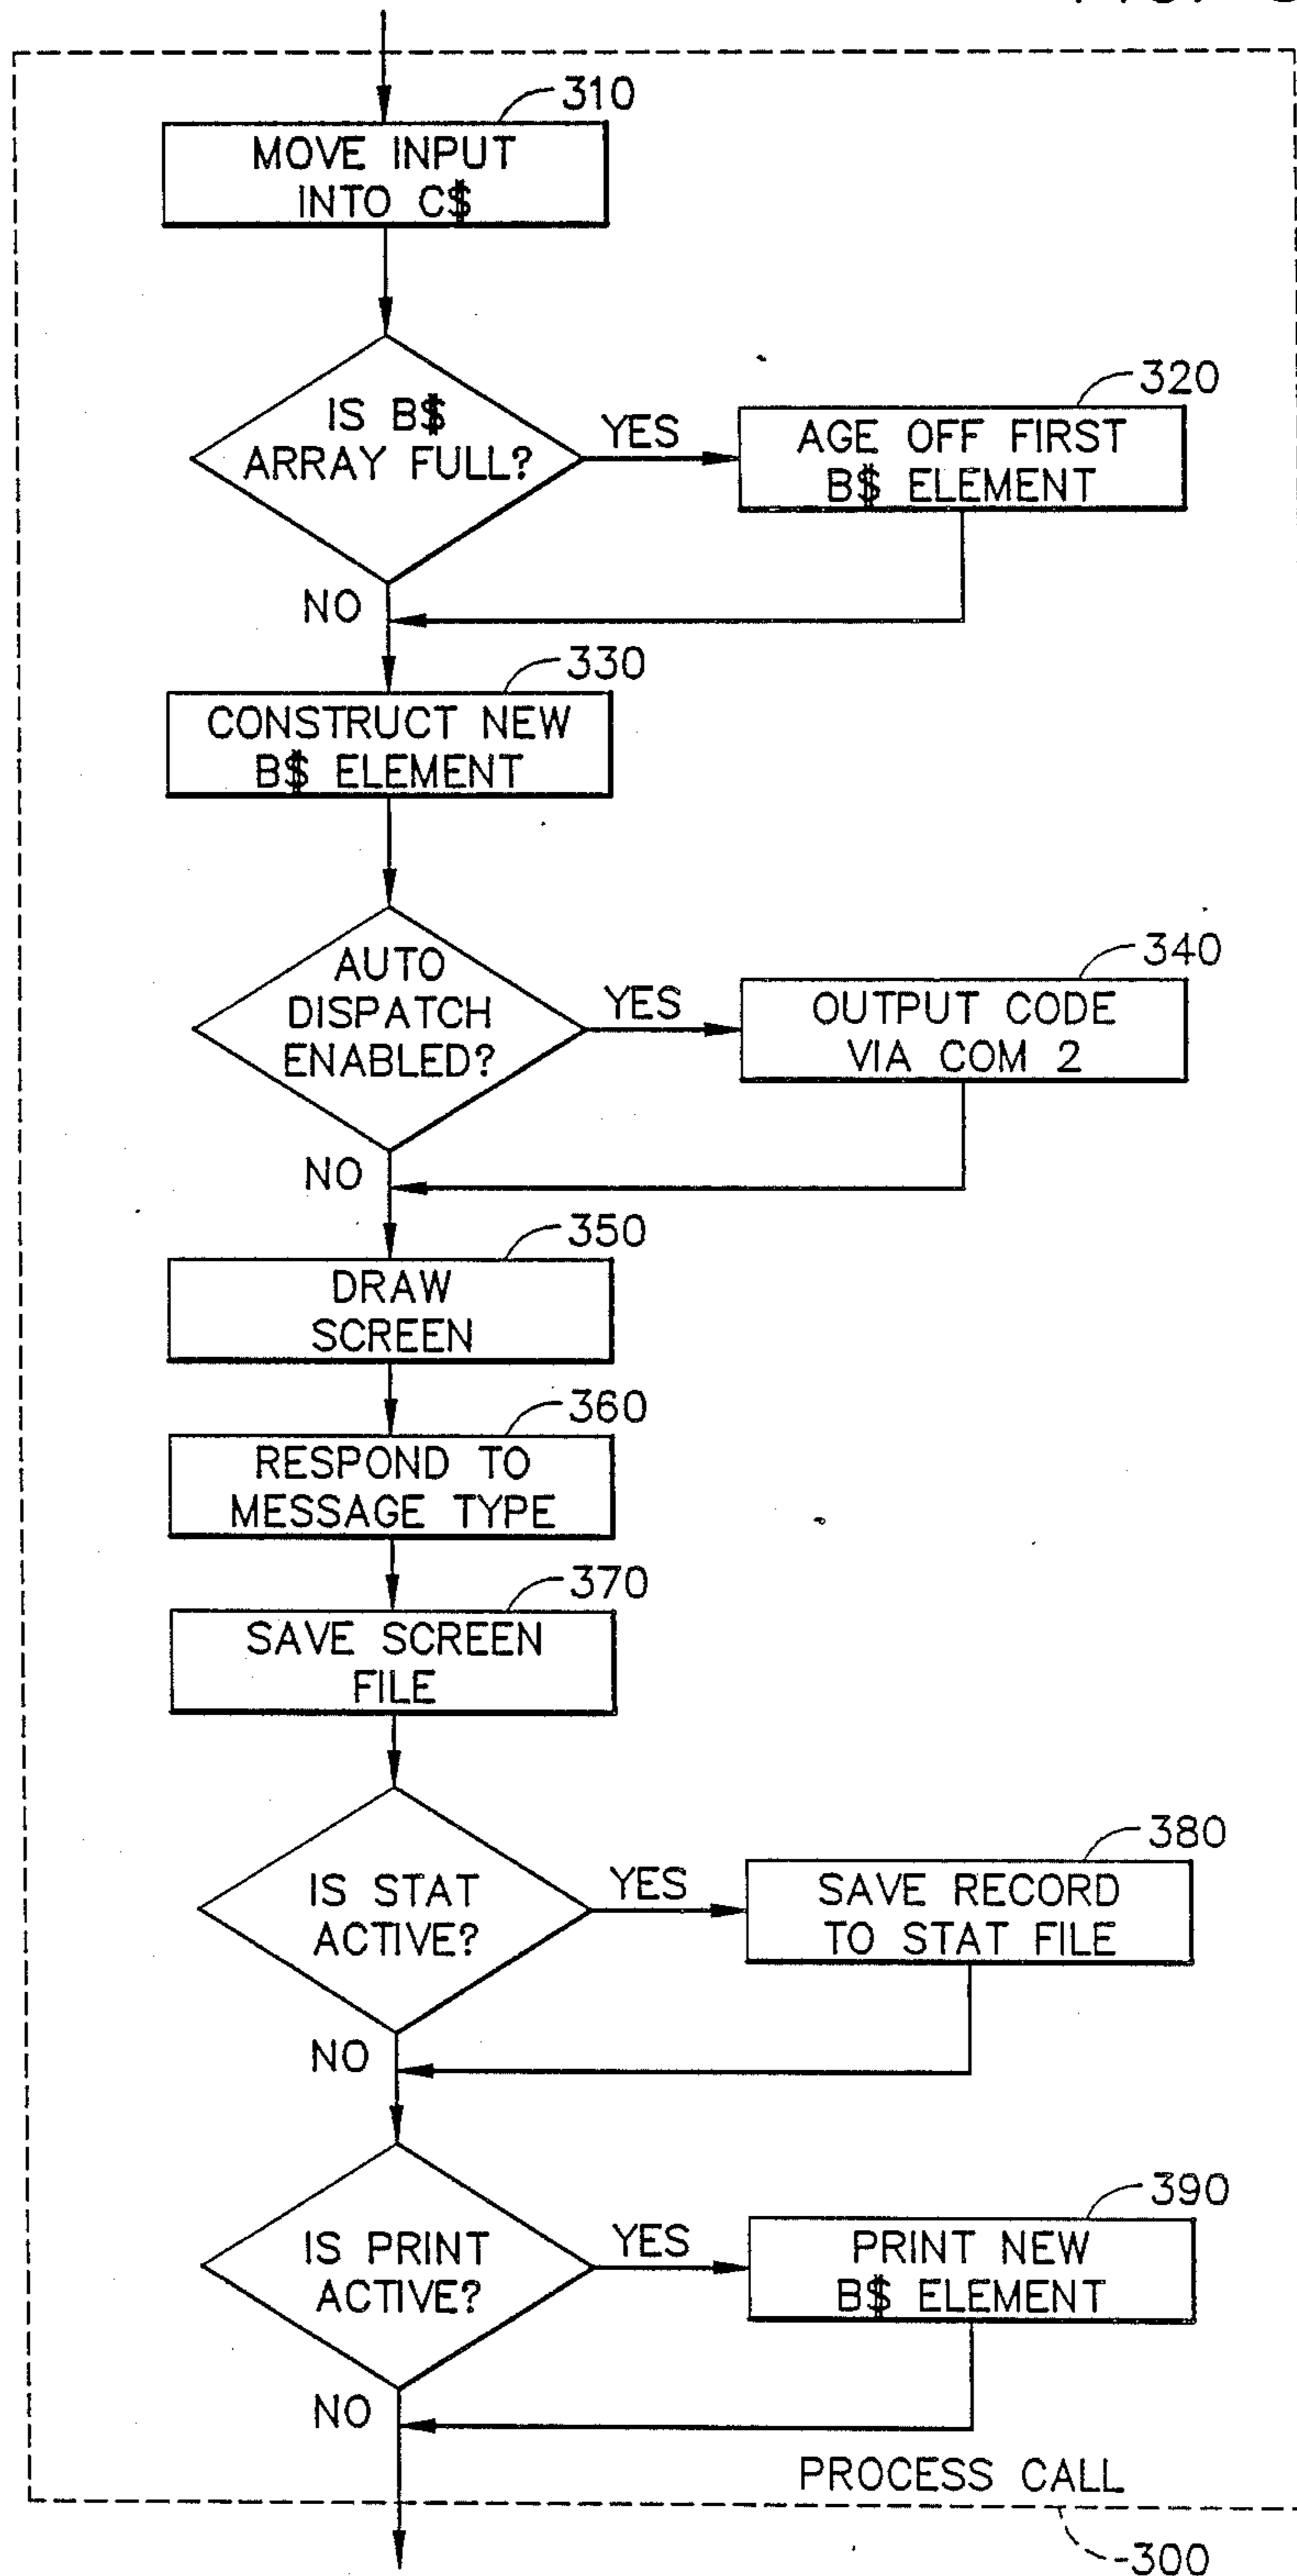 310
MOVE INPUT
INTO C$
IS B$
ARRAY FULL?
YES
320
AGE OFF FIRST
B$ ELEMENT
NO
330
CONSTRUCT NEW
B$ ELEMENT
AUTO
DISPATCH
ENABLED?
YES
340
OUTPUT CODE
VIA COM 2
NO
350
DRAW
SCREEN
360
RESPOND TO
MESSAGE TYPE
370
SAVE SCREEN
FILE
IS STAT
ACTIVE?
YES
380
SAVE RECORD
TO STAT FILE
NO
IS PRINT
ACTIVE?
YES
390
PRINT NEW
B$ ELEMENT
NO
PROCESS CALL
300